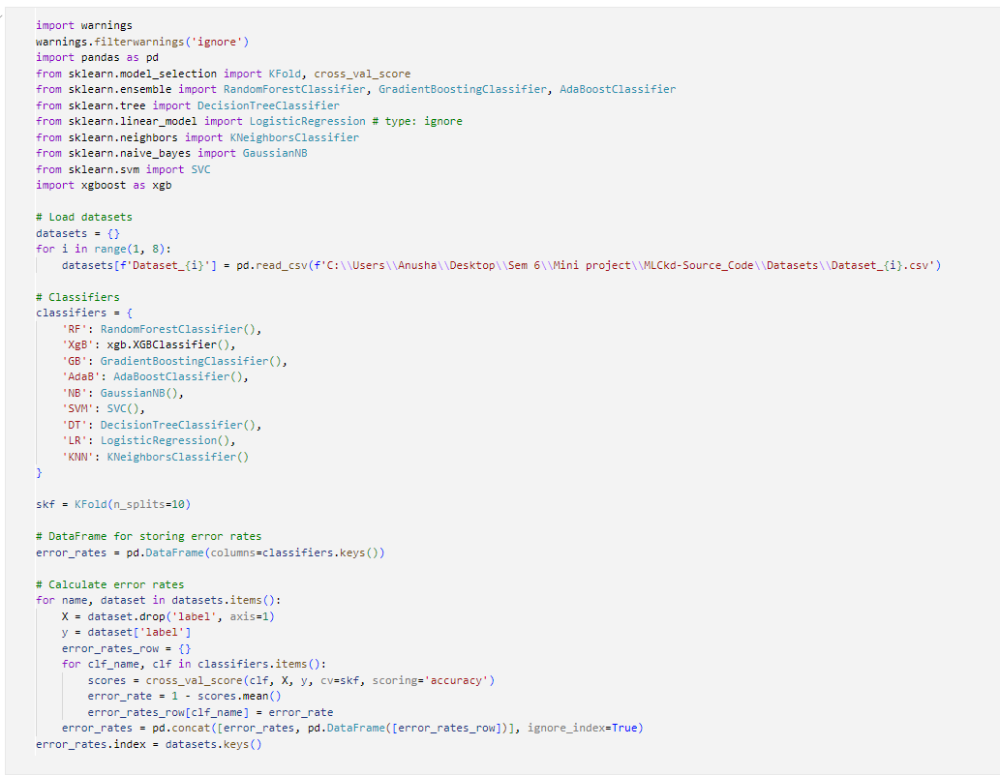 import warnings
warnings.filterwarnings('ignore')
import pandas as pd
from sklearn.model_selection import KFold, cross_val_score
from sklearn.ensemble import RandomForestClassifier, GradientBoostingClassifier, AdaBoostClassifier
from sklearn.tree import DecisionTreeClassifier
from sklearn.linear_model import LogisticRegression # type: ignore
from sklearn.neighbors import KNeighborsClassifier
from sklearn.naive_bayes import GaussianNB
from sklearn.svm import SVC
import xgboost as xgb

# Load datasets
datasets = {}
for i in range(1, 8):
    datasets[f'Dataset_{i}'] = pd.read_csv(f'C:\\Users\\Anusha\\Desktop\\Sem 6\\Mini project\\MLCkd-Source_Code\\Datasets\\Dataset_{i}.csv')

# Classifiers
classifiers = {
    'RF': RandomForestClassifier(),
    'XgB': xgb.XGBClassifier(),
    'GB': GradientBoostingClassifier(),
    'AdaB': AdaBoostClassifier(),
    'NB': GaussianNB(),
    'SVM': SVC(),
    'DT': DecisionTreeClassifier(),
    'LR': LogisticRegression(),
    'KNN': KNeighborsClassifier()
}

skf = KFold(n_splits=10)

# DataFrame for storing error rates
error_rates = pd.DataFrame(columns=classifiers.keys())

# Calculate error rates
for name, dataset in datasets.items():
    X = dataset.drop('label', axis=1)
    y = dataset['label']
    error_rates_row = {}
    for clf_name, clf in classifiers.items():
        scores = cross_val_score(clf, X, y, cv=skf, scoring='accuracy')
        error_rate = 1 - scores.mean()
        error_rates_row[clf_name] = error_rate
    error_rates = pd.concat([error_rates, pd.DataFrame([error_rates_row])], ignore_index=True)
error_rates.index = datasets.keys()